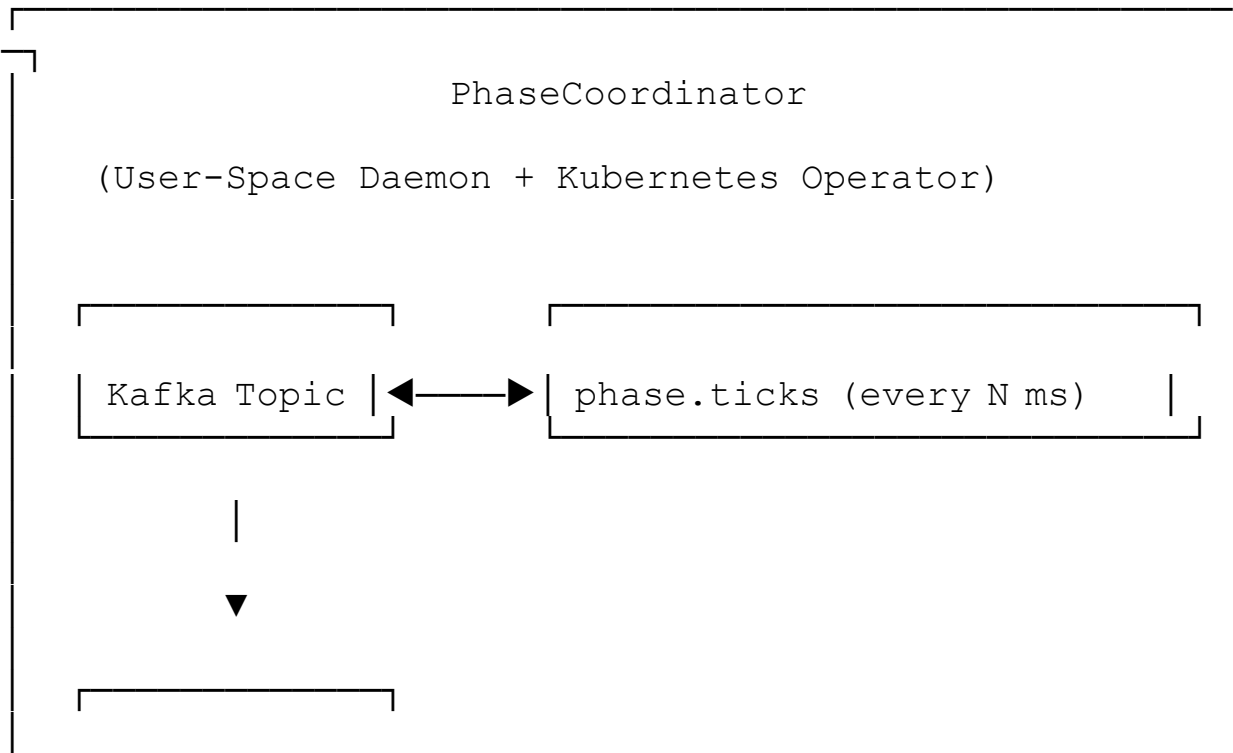 PhaseCoordinator
(User-Space Daemon + Kubernetes Operator)
Kafka Topic
phase.ticks (every N ms)